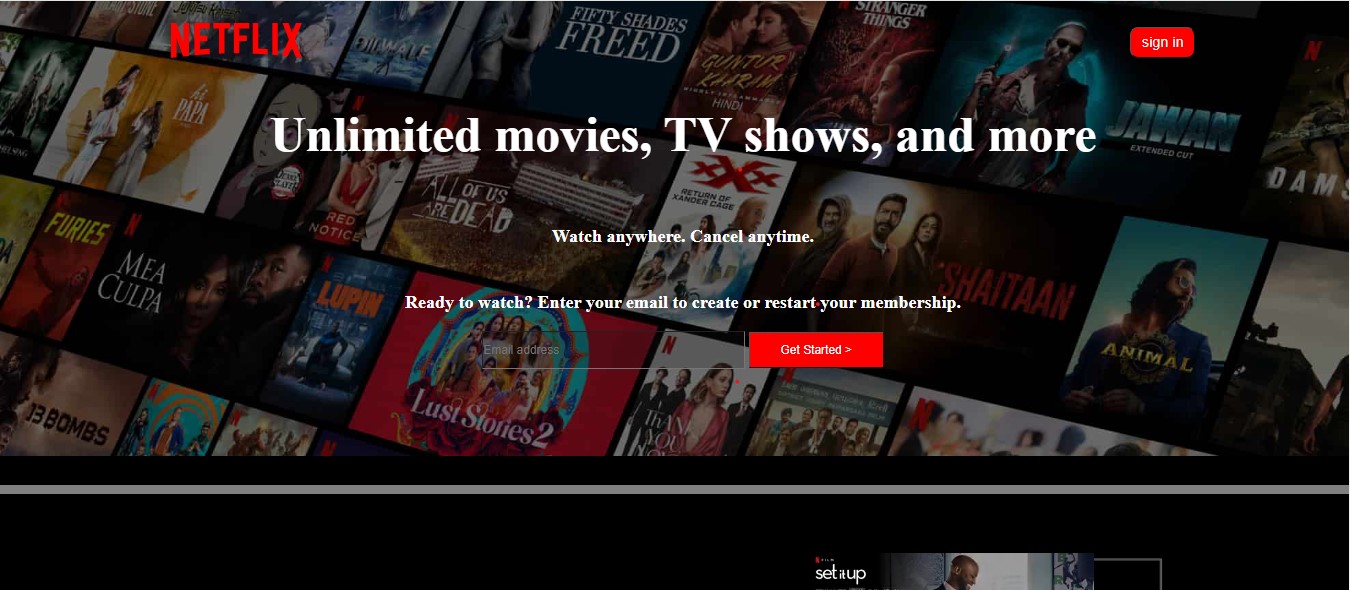 NETFLIX
sign in
FIFTY SHADES
FREED
STRANGER
THINGS
DILWALE
GUNTUR
KAARAM
HINDI
JAWAN
EXTENDED CUT
PAPA
Unlimited movies, TV shows, and more
ALL OF US
ARE DEAD
xXx
RETURN OF
XANDER CAGE
RED
NOTICE
FURIES
MEA
CULPA
Watch anywhere. Cancel anytime.
LUPIN
SHAITAAN
Ready to watch? Enter your email to create or restart your membership.
Email address
Get Started >
ANIMAL
13 BOMBS
Lust Stories 2
THANK
YOU
set it up